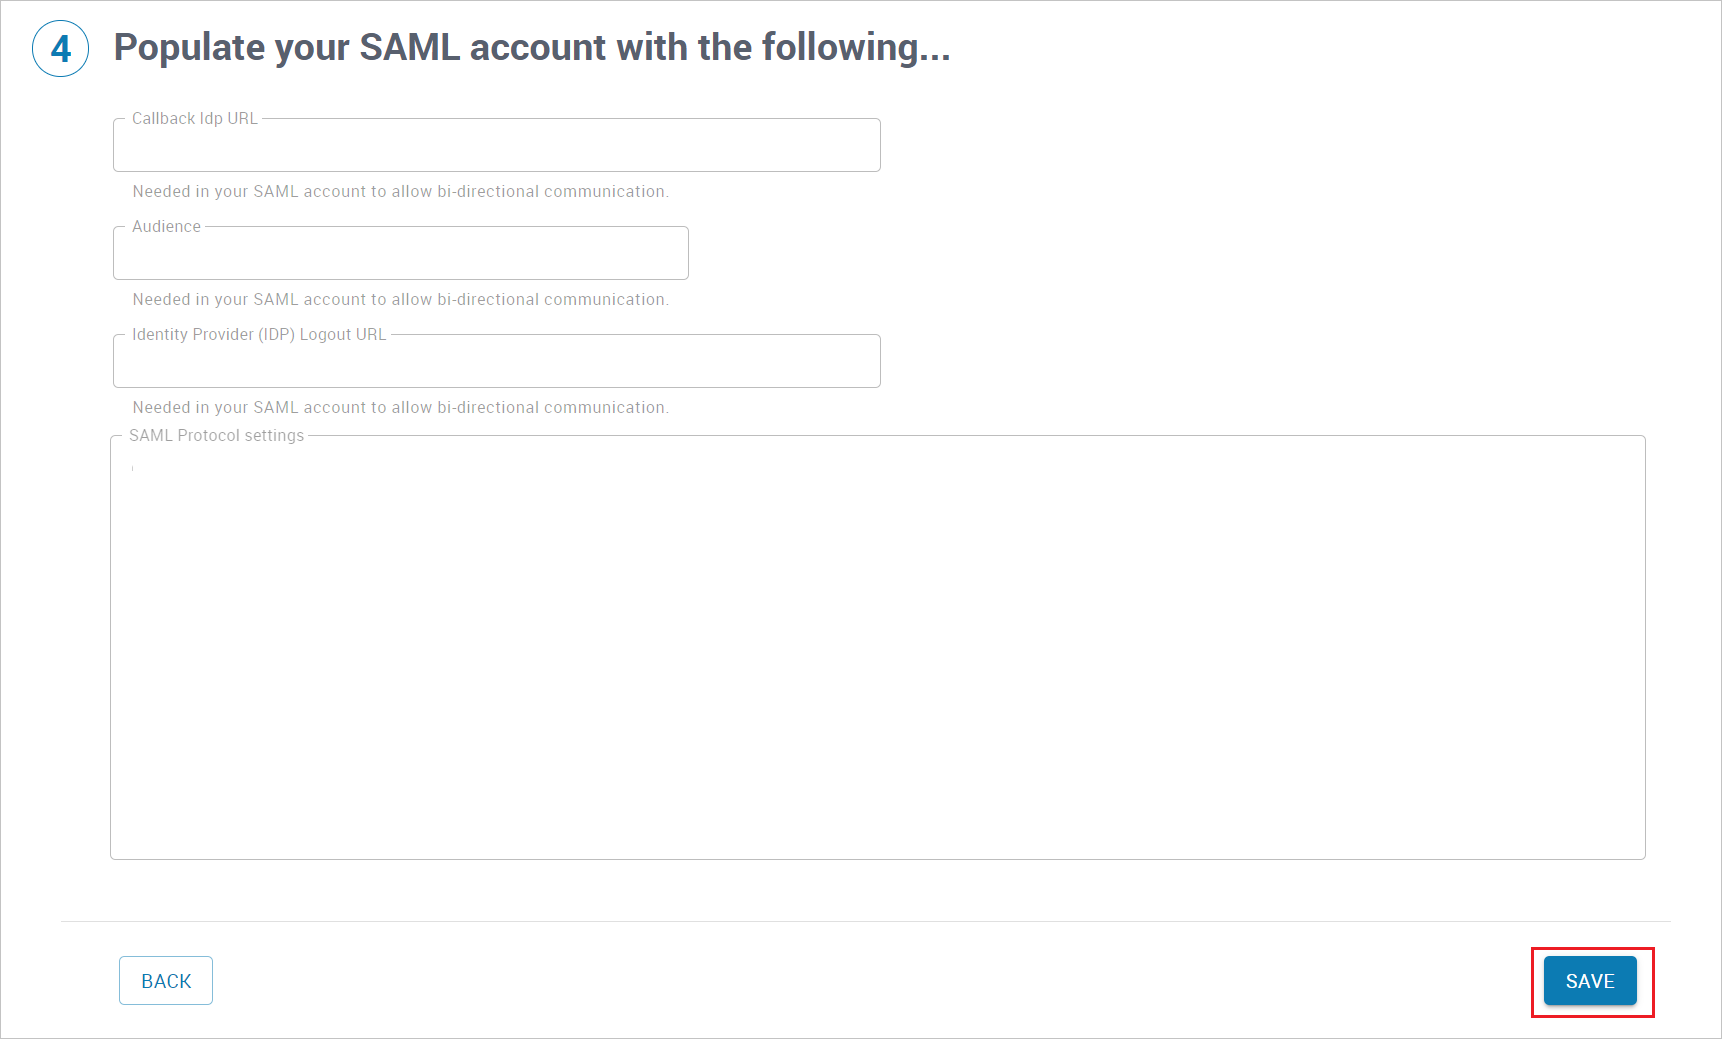 4 Populate your SAML account with the following...
Callback Idp URL
Needed in your SAML account to allow bi-directional communication.
Audience
Needed in your SAML account to allow bi-directional communication.
Identity Provider (IDP) Logout URL
Needed in your SAML account to allow bi-directional communication.
SAML Protocol settings
BACK
SAVE